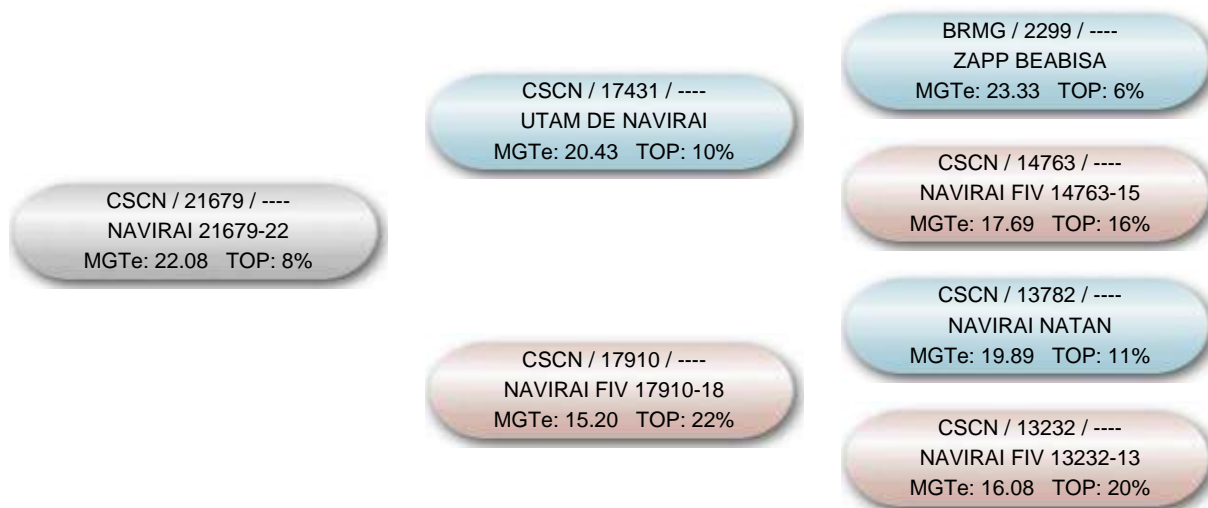 BRMG / 2299 / ----
ZAPP BEABISA
MGTe: 23.33 TOP: 6%
CSCN / 17431 / ----
UTAM DE NAVIRAI
MGTe: 20.43 TOP: 10%
CSCN / 14763 / ----
NAVIRAI FIV 14763-15
MGTe: 17.69 TOP: 16%
CSCN / 21679 / ----
NAVIRAI 21679-22
MGTe: 22.08 TOP: 8%
CSCN / 13782 / ----
NAVIRAI NATAN
MGTe: 19.89 TOP: 11%
CSCN / 17910 / ----
NAVIRAI FIV 17910-18
MGTe: 15.20 TOP: 22%
CSCN / 13232 / ----
NAVIRAI FIV 13232-13
MGTe: 16.08 TOP: 20%